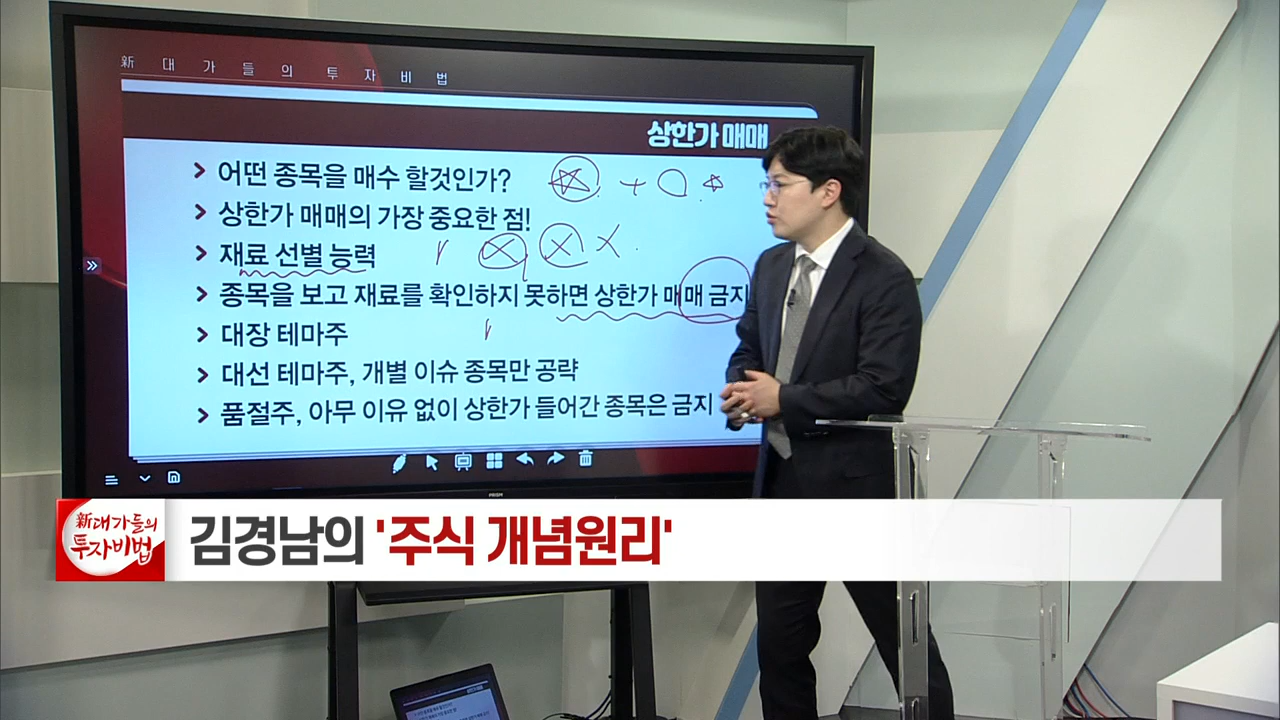 新 대 가 들 의 투 자 비 법
상한가 매매
> 어떤 종목을 매수 할것인가?
> 상한가 매매의 가장 중요한 점!
> 재료 선별 능력
> 종목을 보고 재료를 확인하지 못하면 상한가 매매 금지
> 대장 테마주
> 대선 테마주, 개별 이슈 종목만 공략
> 품절주, 아무 이유 없이 상한가 들어간 종목은 금지
新대가들의
투자비법
김경남의 '주식 개념원리'